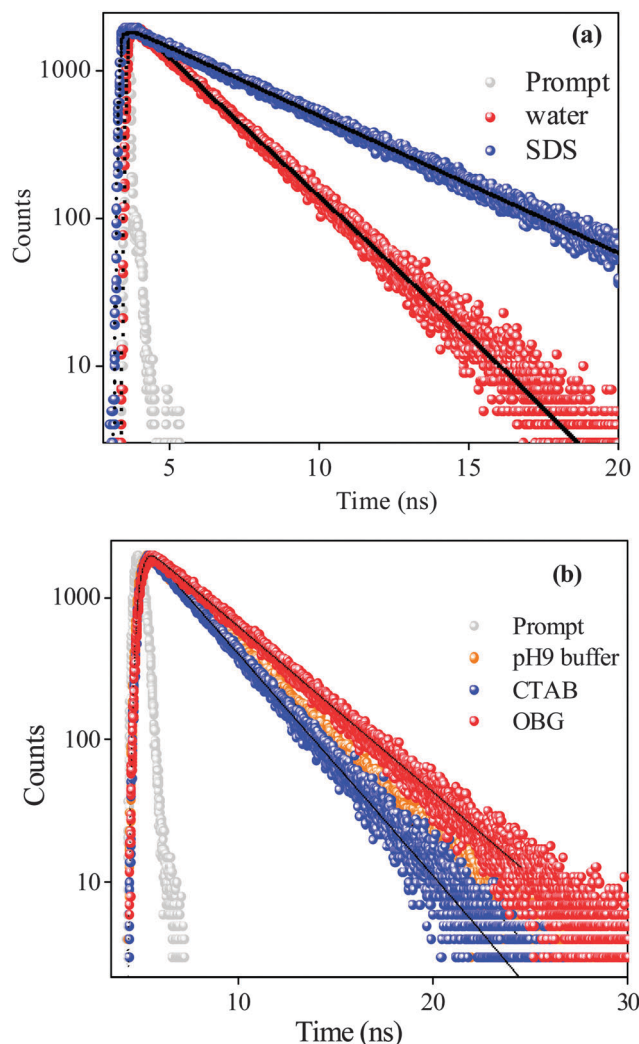 (a)
1000
Prompt
water
SDS
Counts
100
10
5
10
15
20
Time (ns)
(b)
1000
Prompt
pH9 buffer
CTAB
OBG
Counts
100
10
10
20
30
Time (ns)